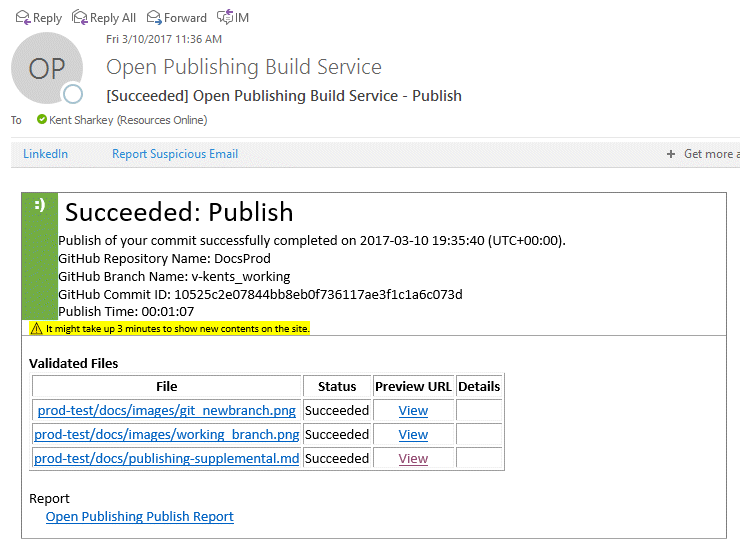 Reply Reply All Forward IM
Fri 3/10/2017 11:36 AM
OP
Open Publishing Build Service
[Succeeded] Open Publishing Build Service - Publish
To Kent Sharkey (Resources Online)
LinkedIn Report Suspicious Email + Get more a
:) Succeeded: Publish
Publish of your commit successfully completed on 2017-03-10 19:35:40 (UTC+00:00).
GitHub Repository Name: DocsProd
GitHub Branch Name: v-kents_working
GitHub Commit ID: 10525c2e07844bb8eb0f736117ae3f1c1a6c073d
Publish Time: 00:01:07
It might take up 3 minutes to show new contents on the site.
Validated Files
File Status Preview URL Details
prod-test/docs/images/git_newbranch.png Succeeded View
prod-test/docs/images/working_branch.png Succeeded View
prod-test/docs/publishing-supplemental.md Succeeded View
Report
Open Publishing Publish Report